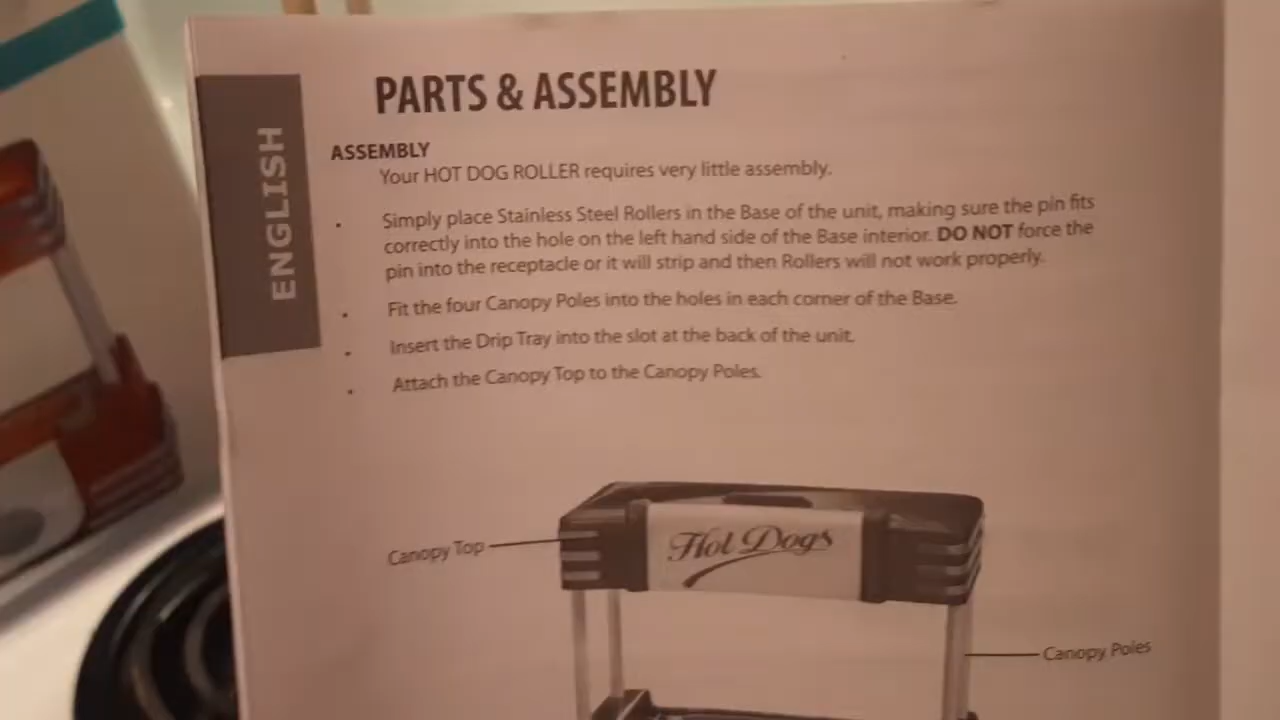 PARTS & ASSEMBLY
ENGLISH
ASSEMBLY
Your HOT DOG ROLLER requires very little assembly.
• Simply place Stainless Steel Rollers in the Base of the unit, making sure the pin fits
correctly into the hole on the left hand side of the Base interior. DO NOT force the
pin into the receptacle or it will strip and then Rollers will not work properly.
• Fit the four Canopy Poles into the holes in each corner of the Base.
• Insert the Drip Tray into the slot at the back of the unit.
• Attach the Canopy Top to the Canopy Poles.
Hot Dogs
Canopy Top
Canopy Poles